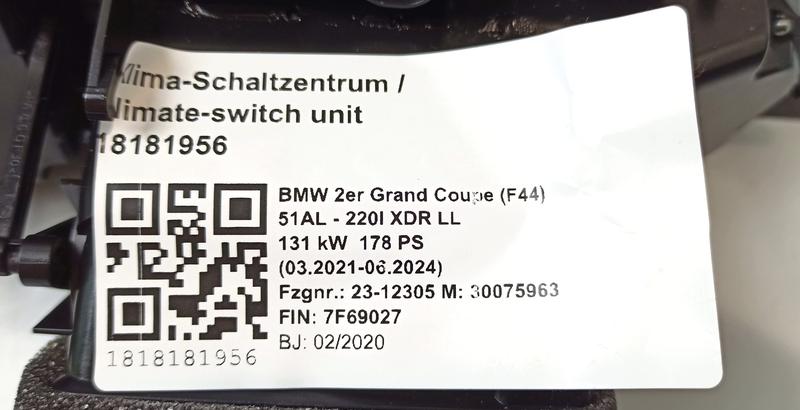 Klima-Schaltzentrum /
limate-switch unit
18181956
BMW 2er Grand Coupe (F44)
51AL - 220I XDR LL
131 kW 178 PS
(03.2021-06.2024)
Fzgnr.: 23-12305 M: 30075963
FIN: 7F69027
BJ: 02/2020
1818181956